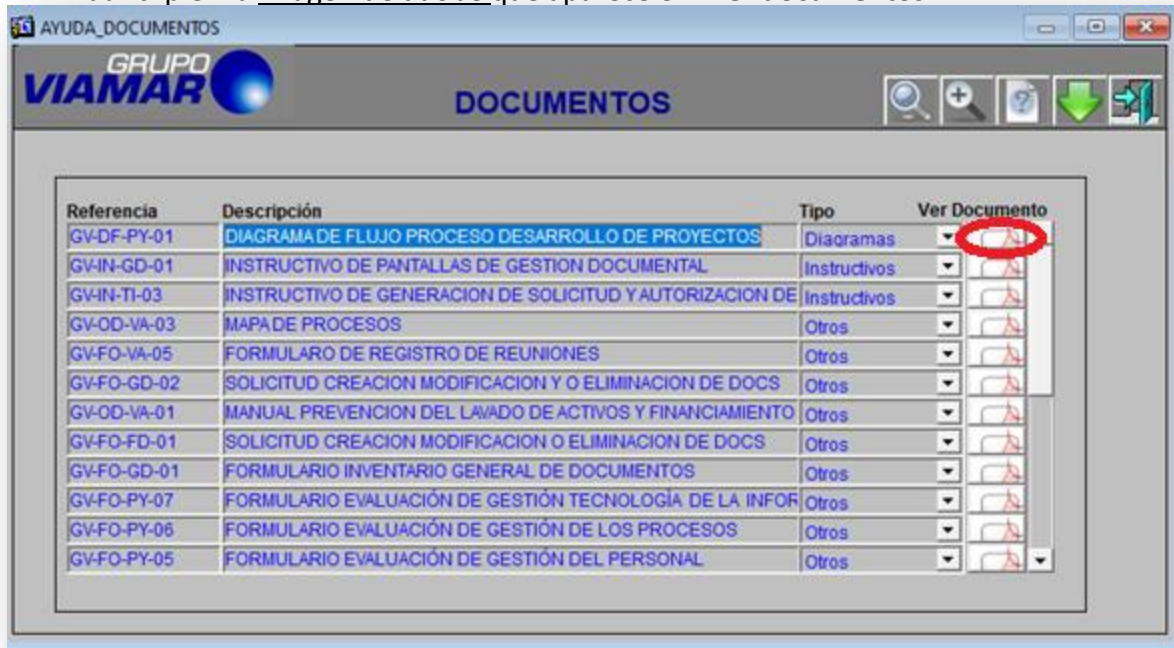 AYUDA_DOCUMENTOS
GRUPO
VIAMAR
DOCUMENTOS
Referencia Descripción Tipo Ver Documento
GV-DF-PY-01 DIAGRAMA DE FLUJO PROCESO DESARROLLO DE PROYECTOS Diagramas
GV-IN-GD-01 INSTRUCTIVO DE PANTALLAS DE GESTION DOCUMENTAL Instructivos
GV-IN-TI-03 INSTRUCTIVO DE GENERACION DE SOLICITUD Y AUTORIZACION DE Instructivos
GV-OD-VA-03 MAPA DE PROCESOS Otros
GV-FO-VA-05 FORMULARO DE REGISTRO DE REUNIONES Otros
GV-FO-GD-02 SOLICITUD CREACION MODIFICACION Y O ELIMINACION DE DOCS Otros
GV-OD-VA-01 MANUAL PREVENCION DEL LAVADO DE ACTIVOS Y FINANCIAMIENTO Otros
GV-FO-FD-01 SOLICITUD CREACION MODIFICACION O ELIMINACION DE DOCS Otros
GV-FO-GD-01 FORMULARIO INVENTARIO GENERAL DE DOCUMENTOS Otros
GV-FO-PY-07 FORMULARIO EVALUACIÓN DE GESTIÓN TECNOLOGÍA DE LA INFOR Otros
GV-FO-PY-06 FORMULARIO EVALUACIÓN DE GESTIÓN DE LOS PROCESOS Otros
GV-FO-PY-05 FORMULARIO EVALUACIÓN DE GESTIÓN DEL PERSONAL Otros